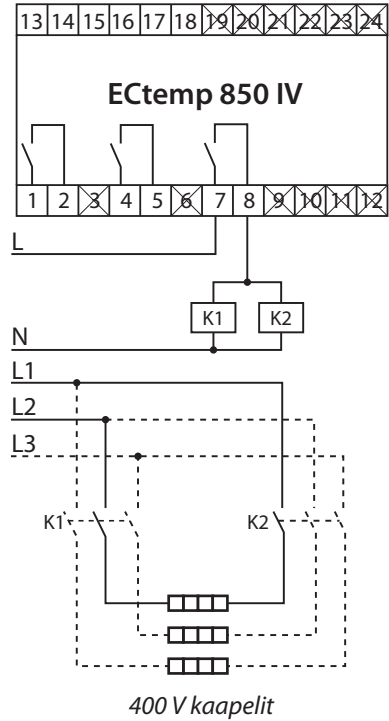 13 14 15 16 17 18 19 20 21 22 23 24
ECtemp 850 IV
1 2 3 4 5 6 7 8 9 10 11 12
L
K1 K2
N
L1
L2
L3
K1 K2
400 V kaapelit